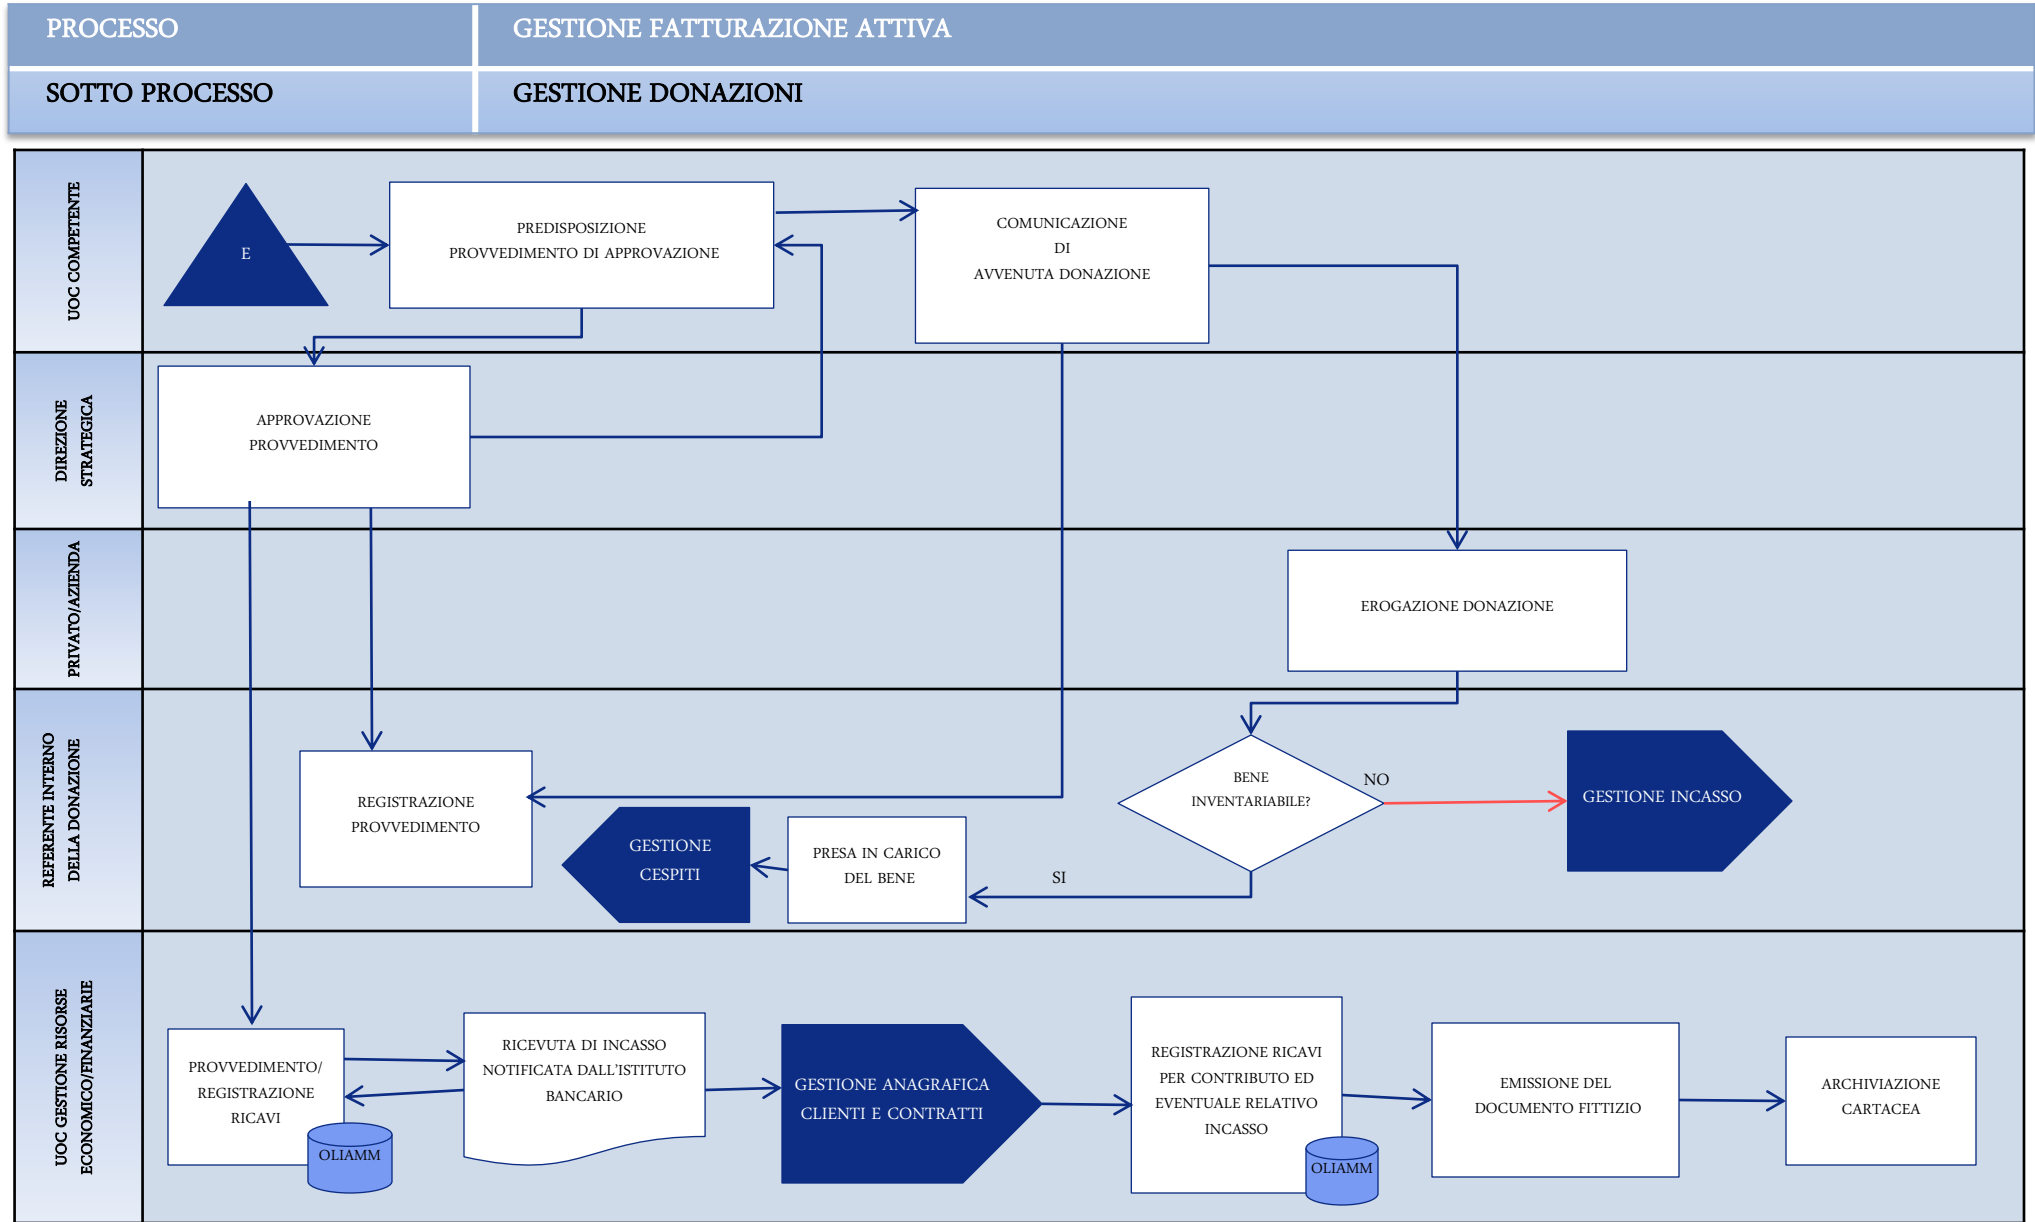 PROCESSO
GESTIONE FATTURAZIONE ATTIVA
SOTTO PROCESSO
GESTIONE DONAZIONI
UOC COMPETENTE
E
PREDISPOSIZIONE
PROVVEDIMENTO DI APPROVAZIONE
COMUNICAZIONE
DI
AVVENUTA DONAZIONE
DIREZIONE
STRATEGICA
APPROVAZIONE
PROVVEDIMENTO
PRIVATO/AZIENDA
EROGAZIONE DONAZIONE
REFERENTE INTERNO
DELLA DONAZIONE
REGISTRAZIONE
PROVVEDIMENTO
GESTIONE
CESPITI
PRESA IN CARICO
DEL BENE
SI
BENE
INVENTARIABILE?
NO
GESTIONE INCASSO
UOC GESTIONE RISORSE
ECONOMICO/FINANZIARIE
PROVVEDIMENTO/
REGISTRAZIONE
RICAVI
OLIAMM
RICEVUTA DI INCASSO
NOTIFICATA DALL'ISTITUTO
BANCARIO
GESTIONE ANAGRAFICA
CLIENTI E CONTRATTI
REGISTRAZIONE RICAVI
PER CONTRIBUTO ED
EVENTUALE RELATIVO
INCASSO
OLIAMM
EMISSIONE DEL
DOCUMENTO FITTIZIO
ARCHIVIAZIONE
CARTACEA